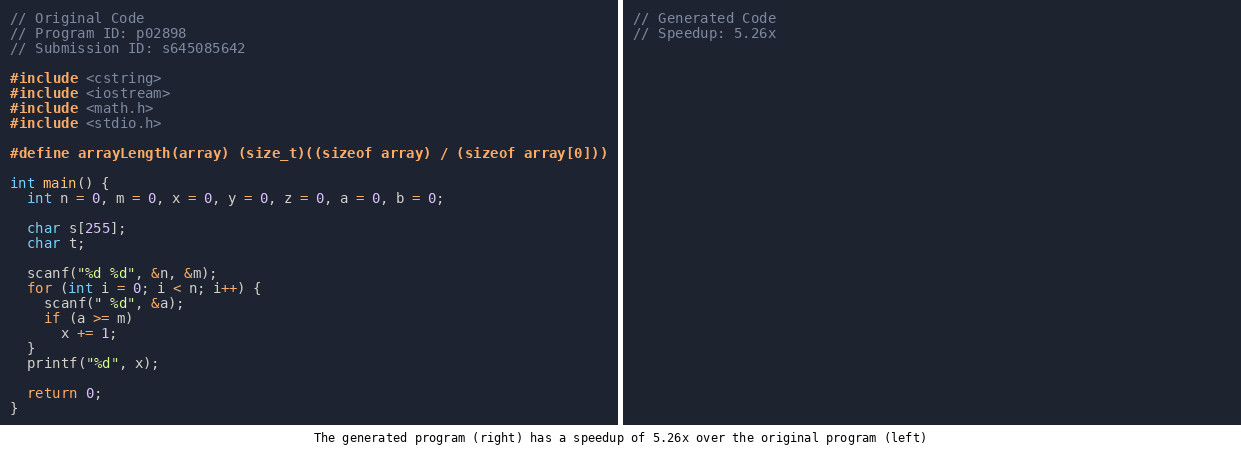 // Original Code
// Program ID: p02898
// Submission ID: s645085642
#include <cstring>
#include <iostream>
#include <math.h>
#include <stdio.h>
#define arrayLength(array) (size_t)((sizeof array) / (sizeof array[0]))
int main() {
  int n = 0, m = 0, x = 0, y = 0, z = 0, a = 0, b = 0;
  char s[255];
  char t;
  scanf("%d %d", &n, &m);
  for (int i = 0; i < n; i++) {
    scanf(" %d", &a);
    if (a >= m)
      x += 1;
  }
  printf("%d", x);
  return 0;
}
// Generated Code
// Speedup: 5.26x
The generated program (right) has a speedup of 5.26x over the original program (left)